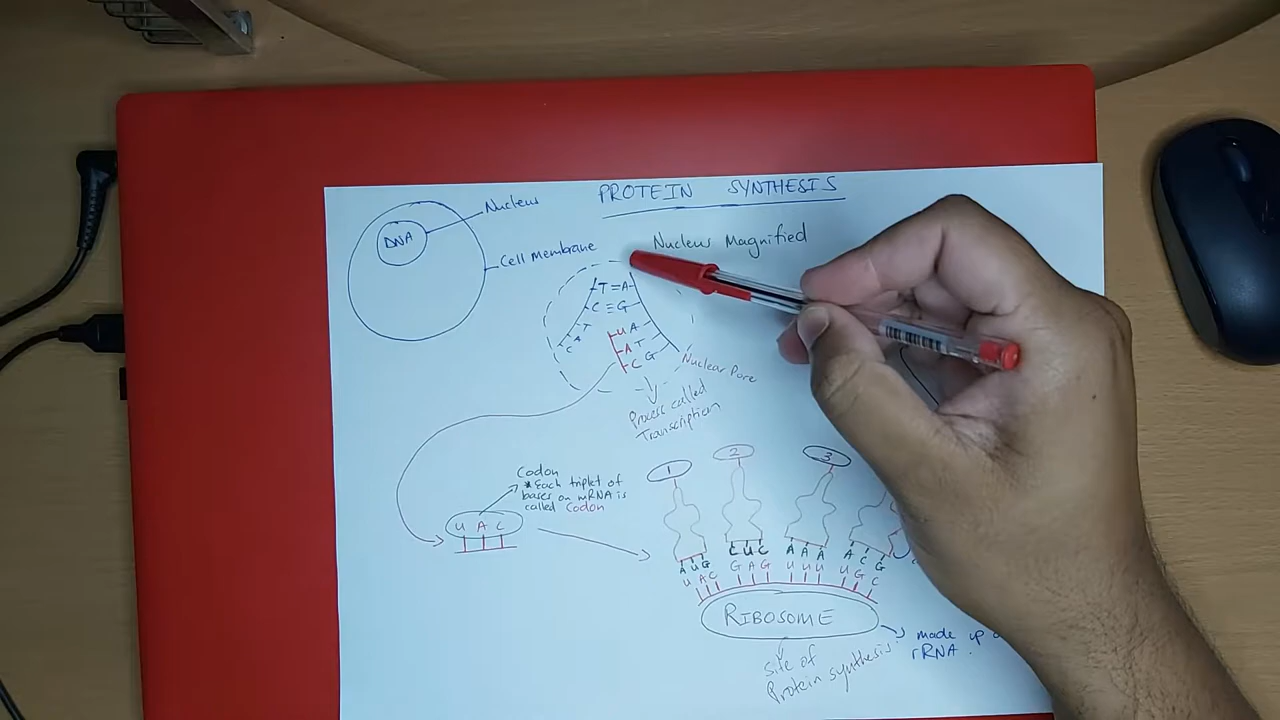 PROTEIN SYNTHESIS
Nucleus
DNA
Cell Membrane
Nucleus Magnified
T=A
C≡G
T
C
U A
A T
C G
Nuclear Pore
Process called
Transcription
Codon
*Each triplet of
bases on mRNA is
called Codon
U A C
1
2
3
A U G
C U C
A A A
A C G
U A C
G A G
U U U
U G C
RIBOSOME
site of
Protein synthesis
made up
rRNA.